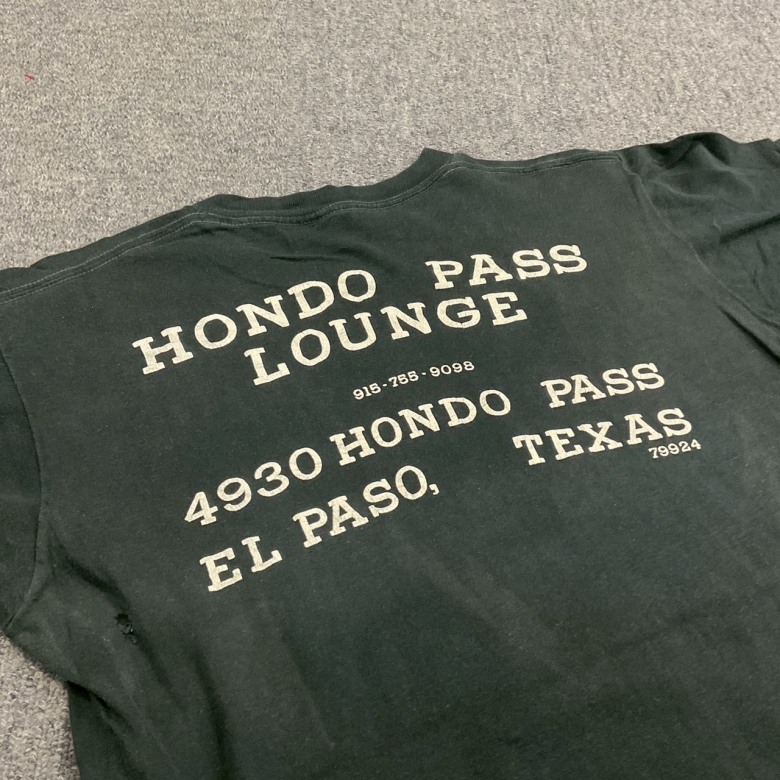 HONDO PASS
LOUNGE
915-755-9098
4930 HONDO PASS
EL PASO, TEXAS
79924